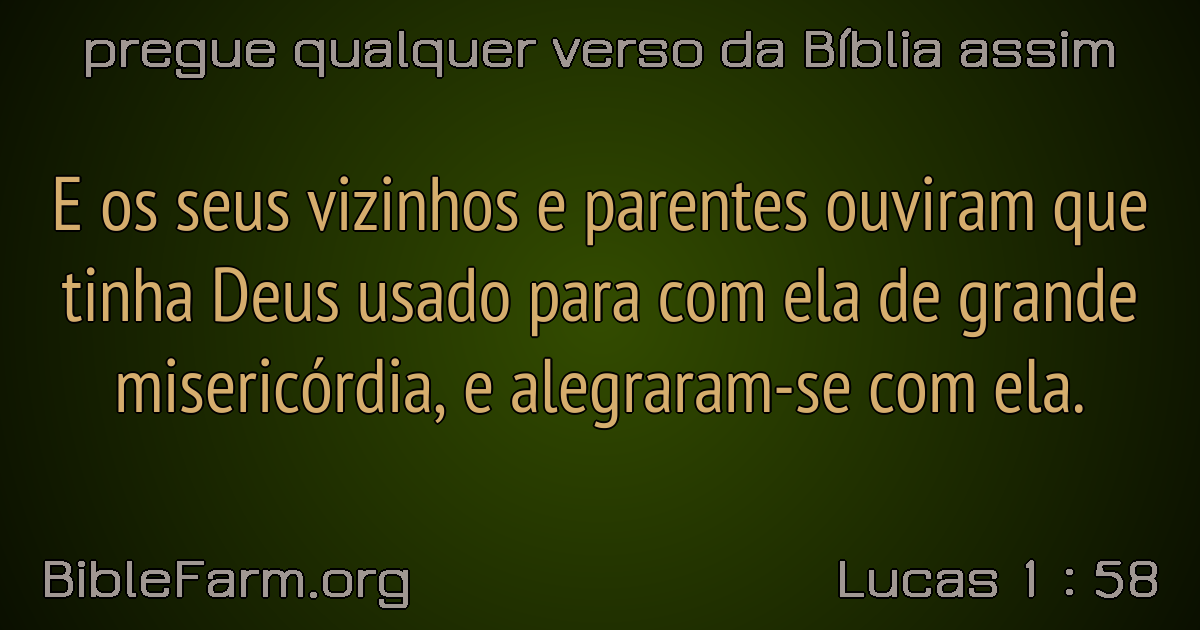 pregue qualquer verso da Bíblia assim
E os seus vizinhos e parentes ouviram que
tinha Deus usado para com ela de grande
misericórdia, e alegraram-se com ela.
BibleFarm.org
Lucas 1 : 58